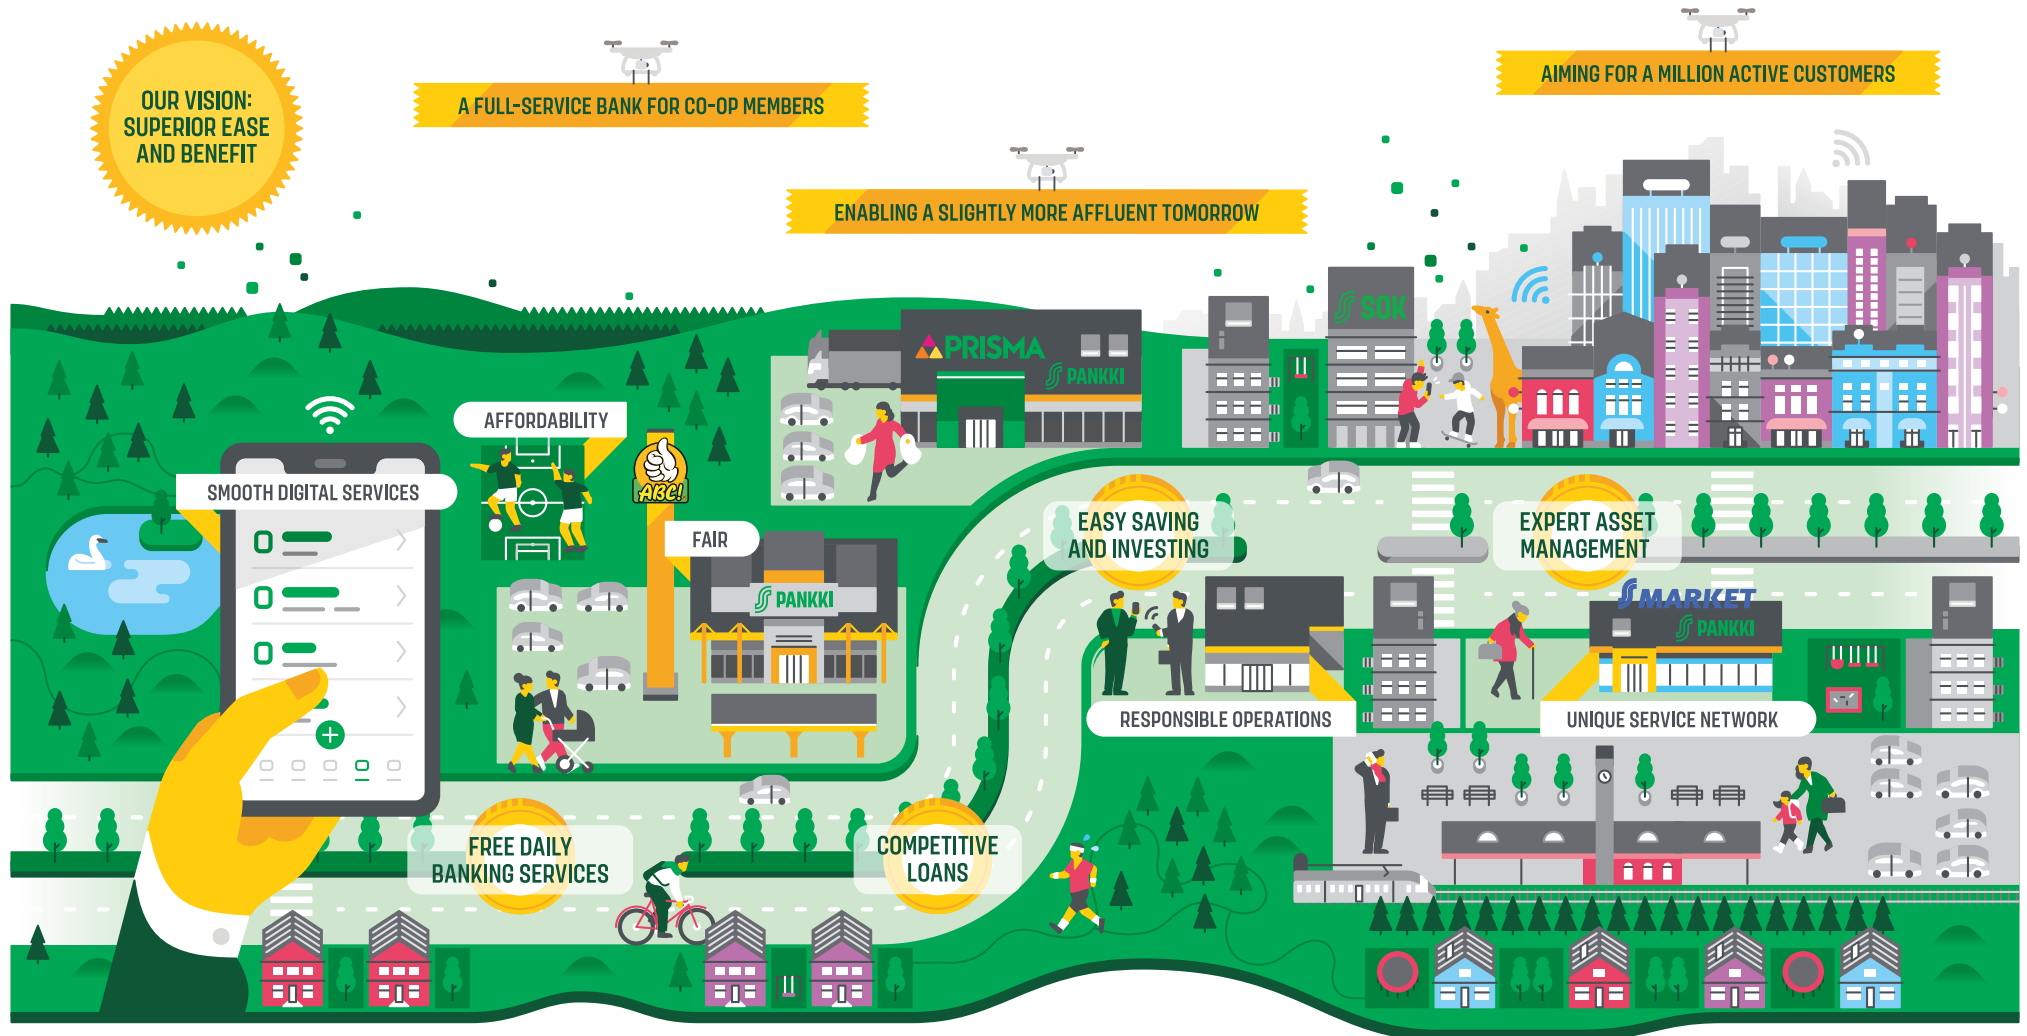 OUR VISION:
SUPERIOR EASE
AND BENEFIT
A FULL-SERVICE BANK FOR CO-OP MEMBERS
ENABLING A SLIGHTLY MORE AFFLUENT TOMORROW
AIMING FOR A MILLION ACTIVE CUSTOMERS
SOK
PRISMA
PANKKI
AFFORDABILITY
ABC!
SMOOTH DIGITAL SERVICES
FAIR
PANKKI
EASY SAVING
AND INVESTING
EXPERT ASSET
MANAGEMENT
S MARKET
PANKKI
RESPONSIBLE OPERATIONS
UNIQUE SERVICE NETWORK
FREE DAILY
BANKING SERVICES
COMPETITIVE
LOANS